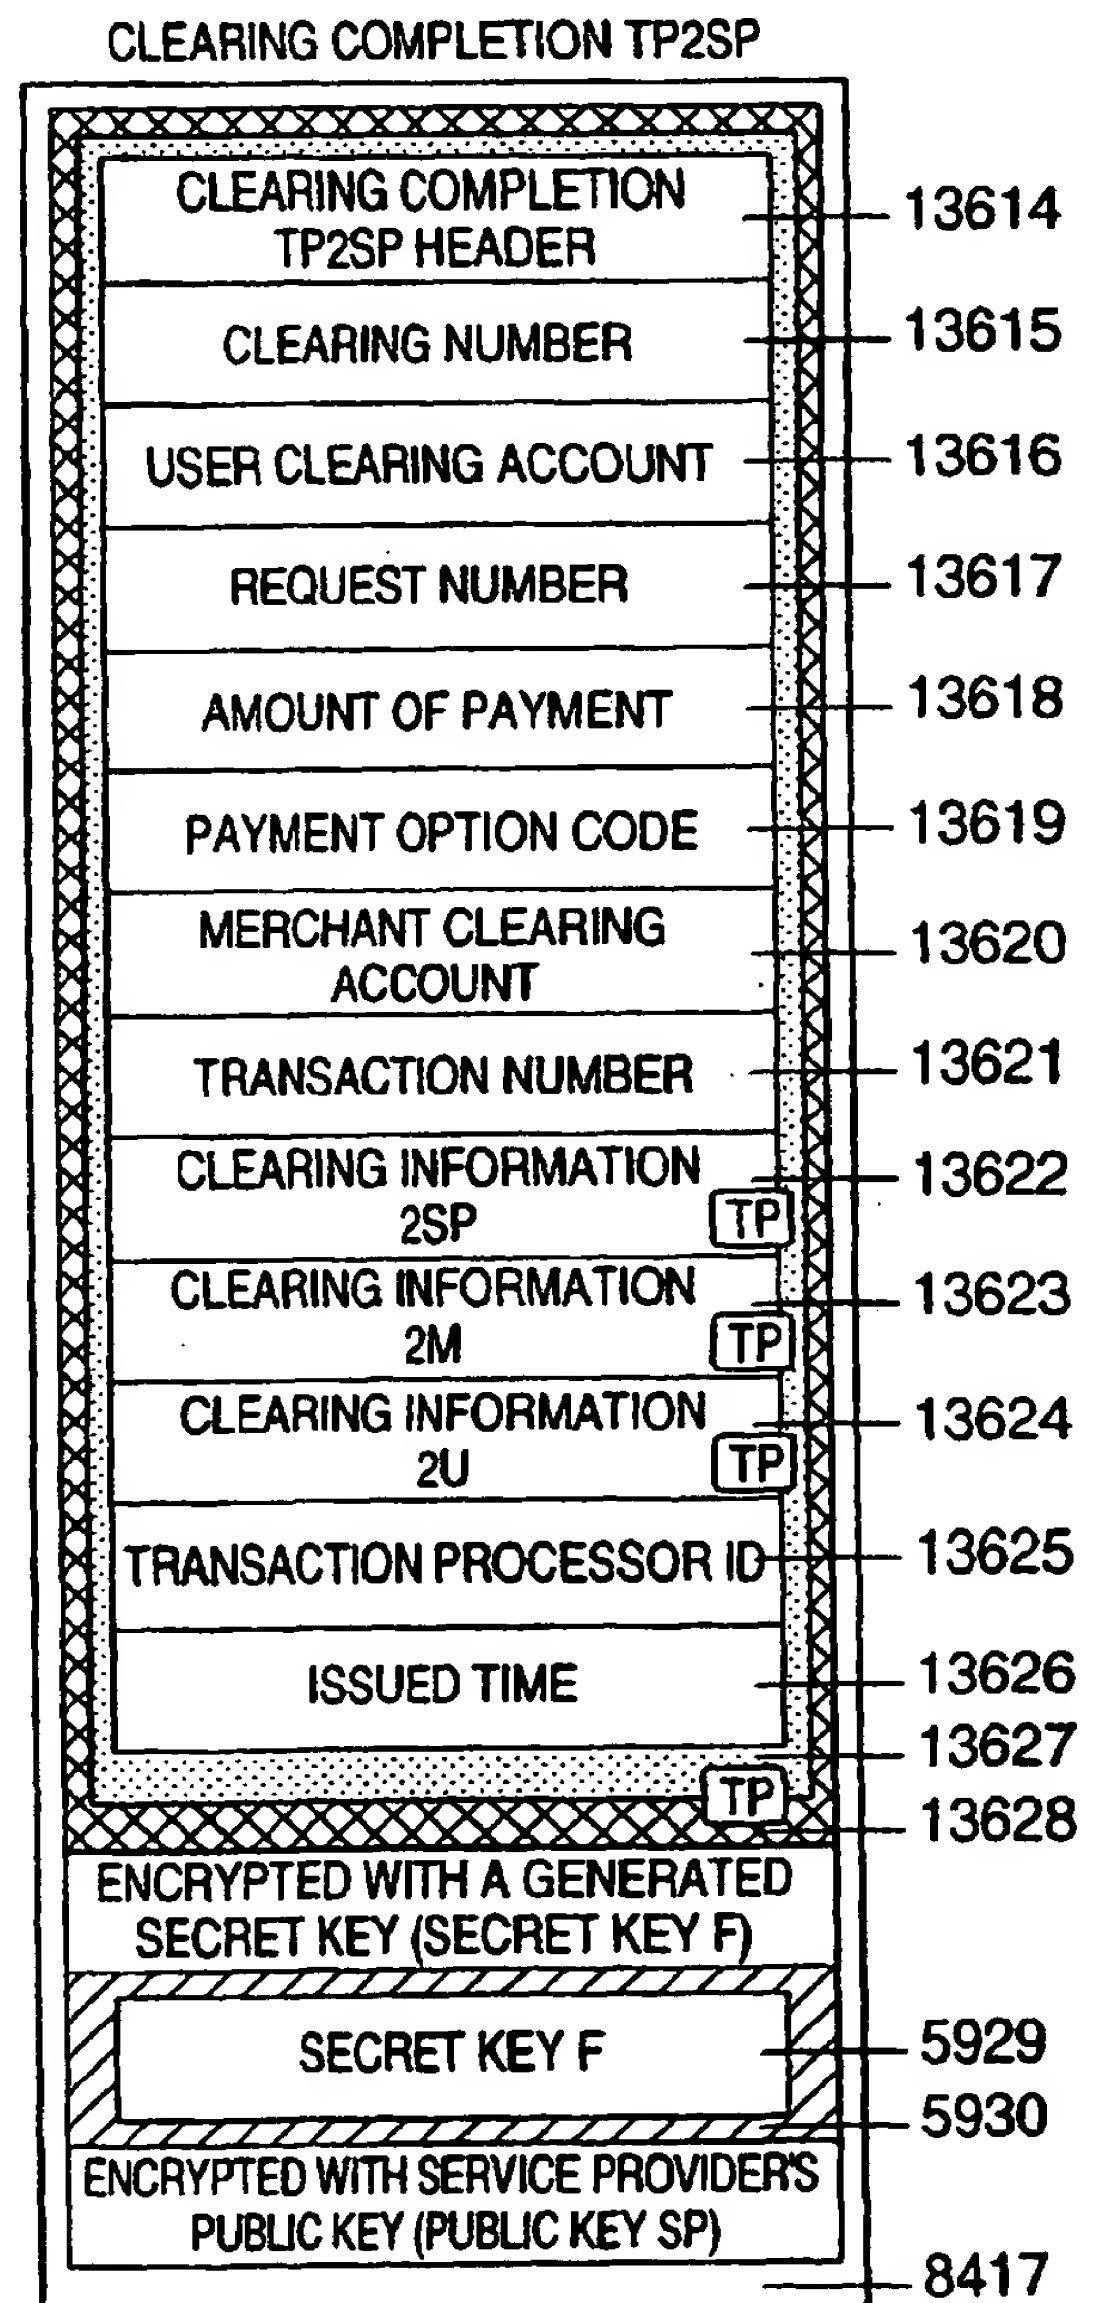 CLEARING COMPLETION TP2SP
CLEARING COMPLETION
TP2SP HEADER
13614
CLEARING NUMBER
13615
USER CLEARING ACCOUNT
13616
REQUEST NUMBER
13617
AMOUNT OF PAYMENT
13618
PAYMENT OPTION CODE
13619
MERCHANT CLEARING
ACCOUNT
13620
TRANSACTION NUMBER
13621
CLEARING INFORMATION
2SP
TP
13622
CLEARING INFORMATION
2M
TP
13623
CLEARING INFORMATION
2U
TP
13624
TRANSACTION PROCESSOR ID
13625
ISSUED TIME
13626
13627
TP
13628
ENCRYPTED WITH A GENERATED
SECRET KEY (SECRET KEY F)
SECRET KEY F
5929
5930
ENCRYPTED WITH SERVICE PROVIDER'S
PUBLIC KEY (PUBLIC KEY SP)
8417